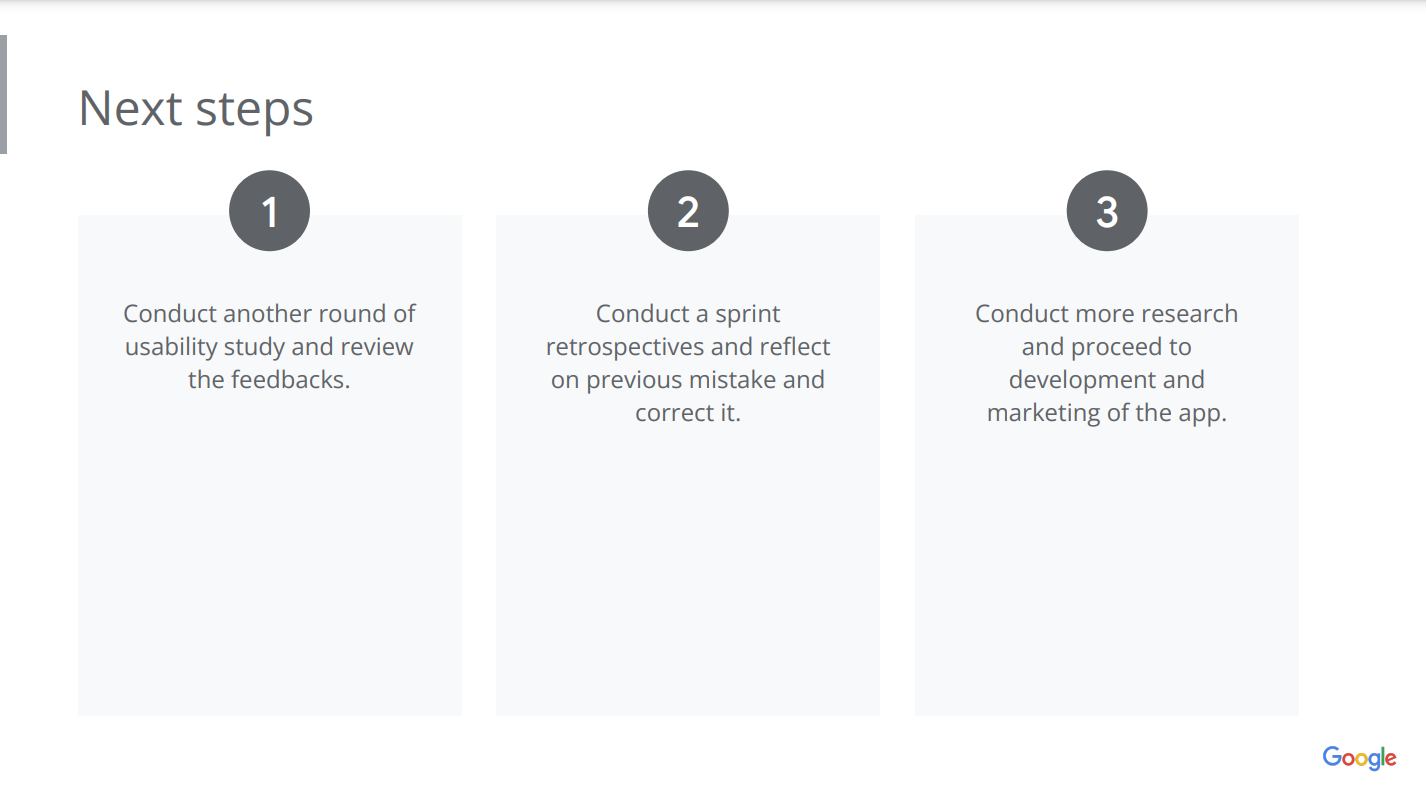 Next steps
1
Conduct another round of
usability study and review
the feedbacks.
2
Conduct a sprint
retrospectives and reflect
on previous mistake and
correct it.
3
Conduct more research
and proceed to
development and
marketing of the app.
Google